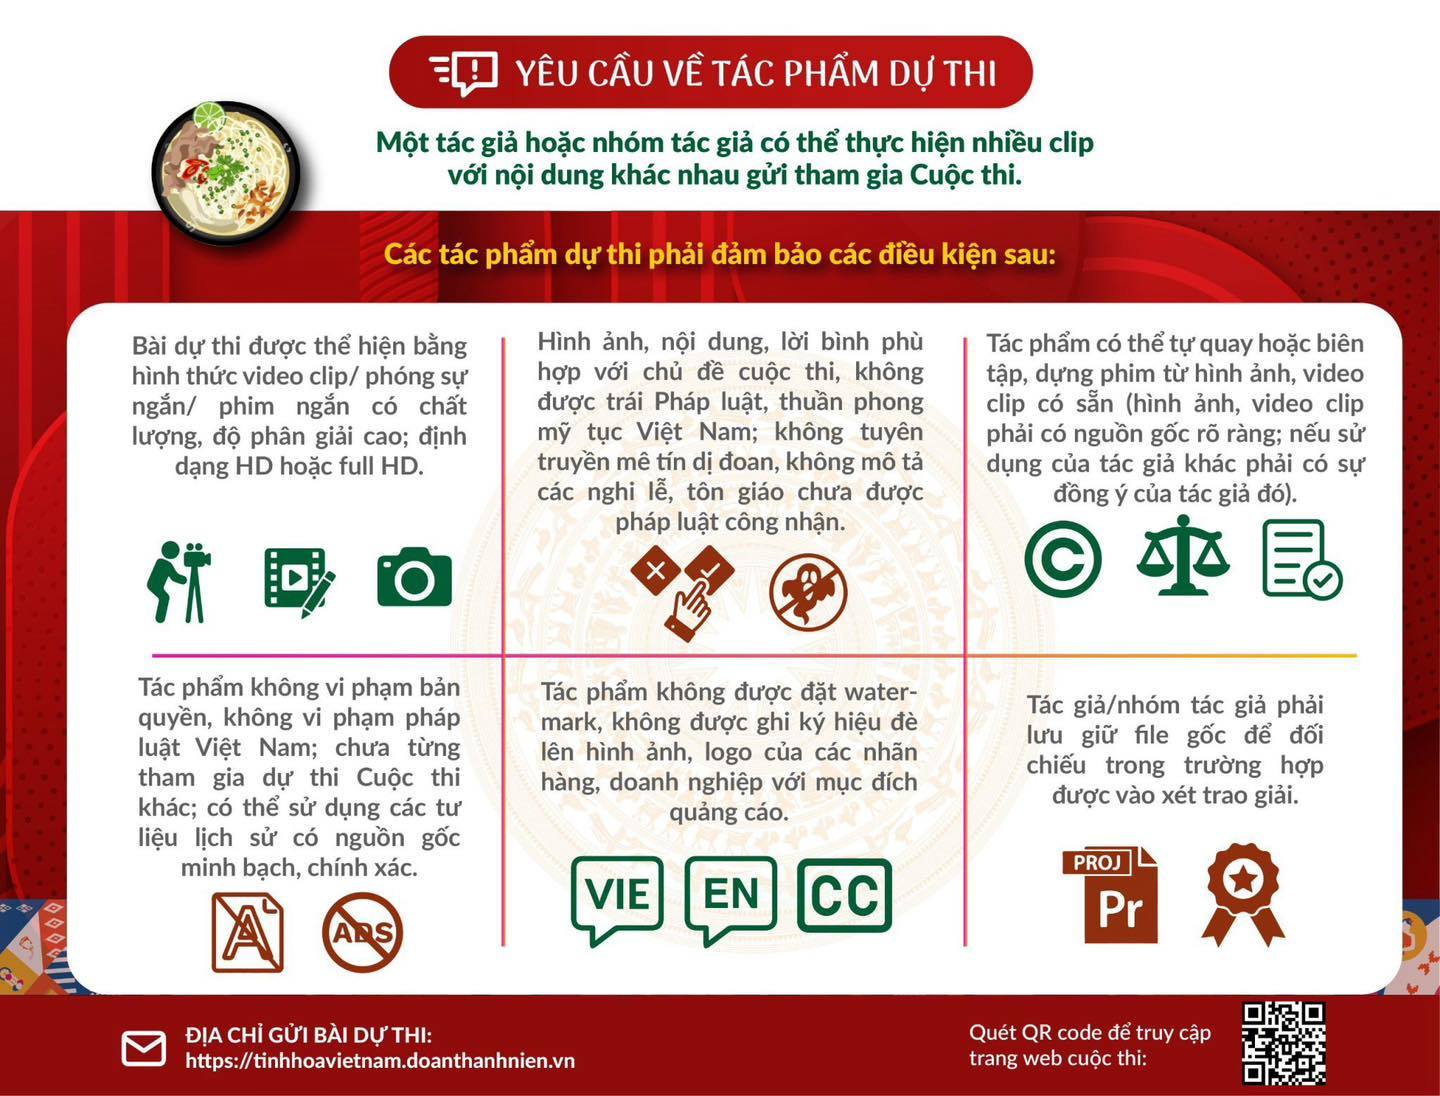 YÊU CẦU VỀ TÁC PHẨM DỰ THI
Một tác giả hoặc nhóm tác giả có thể thực hiện nhiều clip
với nội dung khác nhau gửi tham gia Cuộc thi.
Các tác phẩm dự thi phải đảm bảo các điều kiện sau:
Bài dự thi được thể hiện bằng
hình thức video clip/ phóng sự
ngắn/ phim ngắn có chất
lượng, độ phân giải cao; định
dạng HD hoặc full HD.
Hình ảnh, nội dung, lời bình phù
hợp với chủ đề cuộc thi, không
được trái Pháp luật, thuần phong
mỹ tục Việt Nam; không tuyên
truyền mê tín dị đoan, không mô tả
các nghi lễ, tôn giáo chưa được
pháp luật công nhận.
Tác phẩm có thể tự quay hoặc biên
tập, dựng phim từ hình ảnh, video
clip có sẵn (hình ảnh, video clip
phải có nguồn gốc rõ ràng; nếu sử
dụng của tác giả khác phải có sự
đồng ý của tác giả đó).
Tác phẩm không vi phạm bản
quyền, không vi phạm pháp
luật Việt Nam; chưa từng
tham gia dự thi Cuộc thi
khác; có thể sử dụng các tư
liệu lịch sử có nguồn gốc
minh bạch, chính xác.
A
ADS
Tác phẩm không được đặt water-
mark, không được ghi ký hiệu đè
lên hình ảnh, logo của các nhãn
hàng, doanh nghiệp với mục đích
quảng cáo.
VIE
EN
CC
Tác giả/nhóm tác giả phải
lưu giữ file gốc để đối
chiếu trong trường hợp
được vào xét trao giải.
PROJ
Pr
ĐỊA CHỈ GỬI BÀI DỰ THI:
https://tinhhoavietnam.doanthanhnien.vn
Quét QR code để truy cập
trang web cuộc thi: